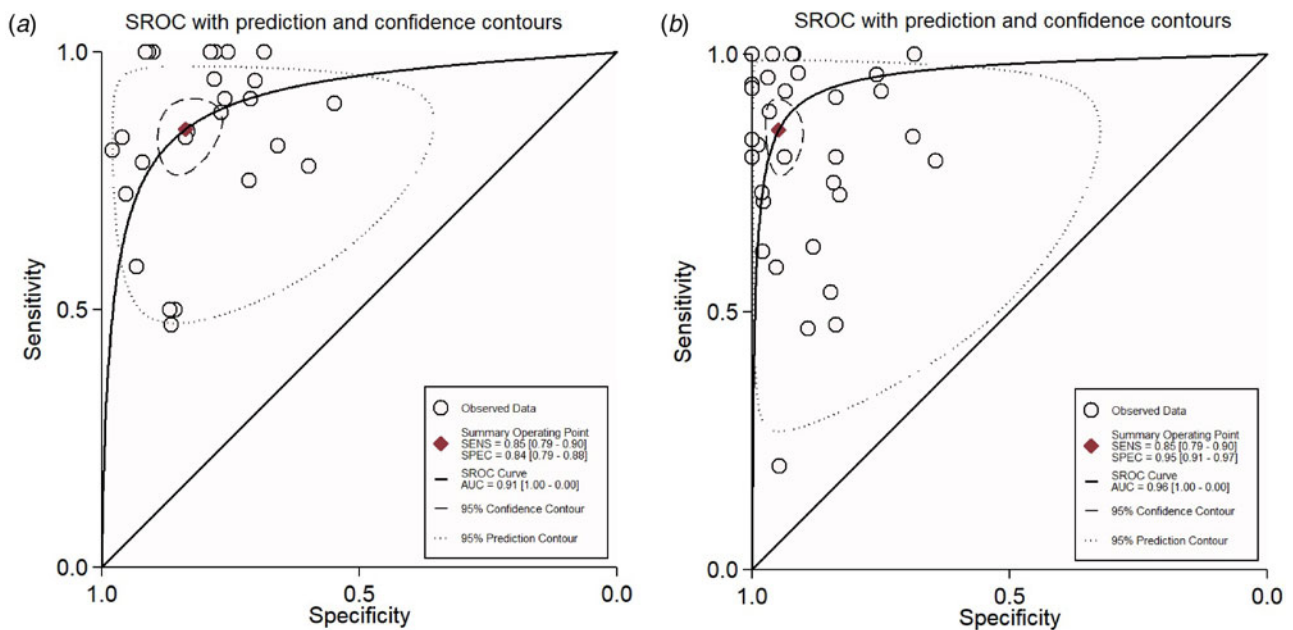 (a)
SROC with prediction and confidence contours
1.0
0.5
0.0
Sensitivity
1.0
0.5
0.0
Specificity
Observed Data
Summary Operating Point
SENS = 0.85 [0.79 - 0.90]
SPEC = 0.84 [0.79 - 0.88]
SROC Curve
AUC = 0.91 [1.00 - 0.00]
95% Confidence Contour
95% Prediction Contour
(b)
SROC with prediction and confidence contours
1.0
0.5
0.0
Sensitivity
1.0
0.5
0.0
Specificity
Observed Data
Summary Operating Point
SENS = 0.85 [0.79 - 0.90]
SPEC = 0.95 [0.91 - 0.97]
SROC Curve
AUC = 0.96 [1.00 - 0.00]
95% Confidence Contour
95% Prediction Contour